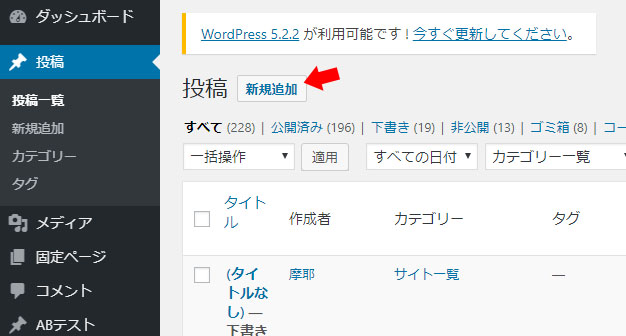 ダッシュボード
投稿
投稿一覧
新規追加
カテゴリー
タグ
メディア
固定ページ
コメント
ABテスト
WordPress 5.2.2 が利用可能です ! 今すぐ更新してください。
投稿 新規追加
すべて (228) | 公開済み (196) | 下書き (19) | 非公開 (13) | ゴミ箱 (8) | コー
一括操作 適用 すべての日付 カテゴリー一覧
タイト
ル 作成者 カテゴリー タグ
(タイ 摩耶 サイト一覧 —
トルな
し) —
下書き